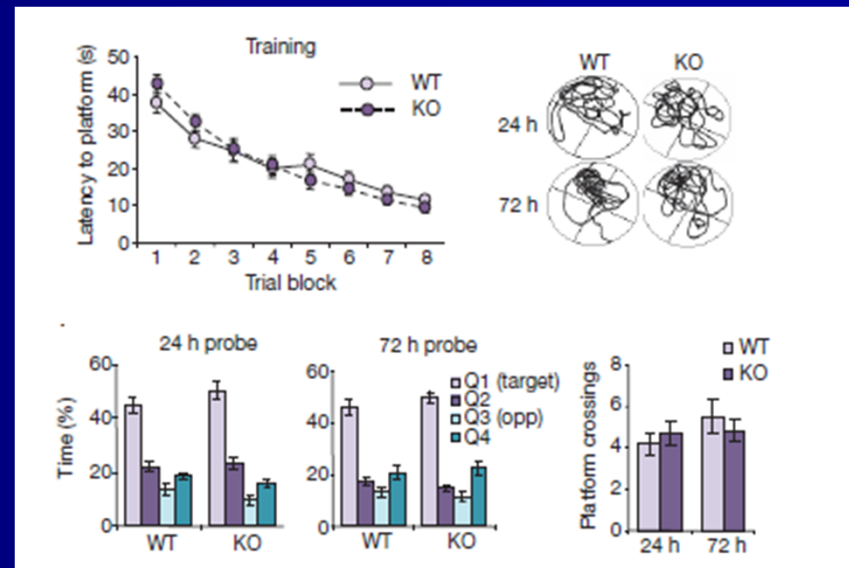 Training
Latency to platform (s)
50
40
30
20
10
0
1 2 3 4 5 6 7 8
Trial block
WT
KO
WT KO
24 h
72 h
24 h probe
Time (%)
60
40
20
0
WT KO
72 h probe
60
40
20
0
WT KO
Q1 (target)
Q2
Q3 (opp)
Q4
Platform crossings
8
6
4
2
0
24 h 72 h
WT
KO